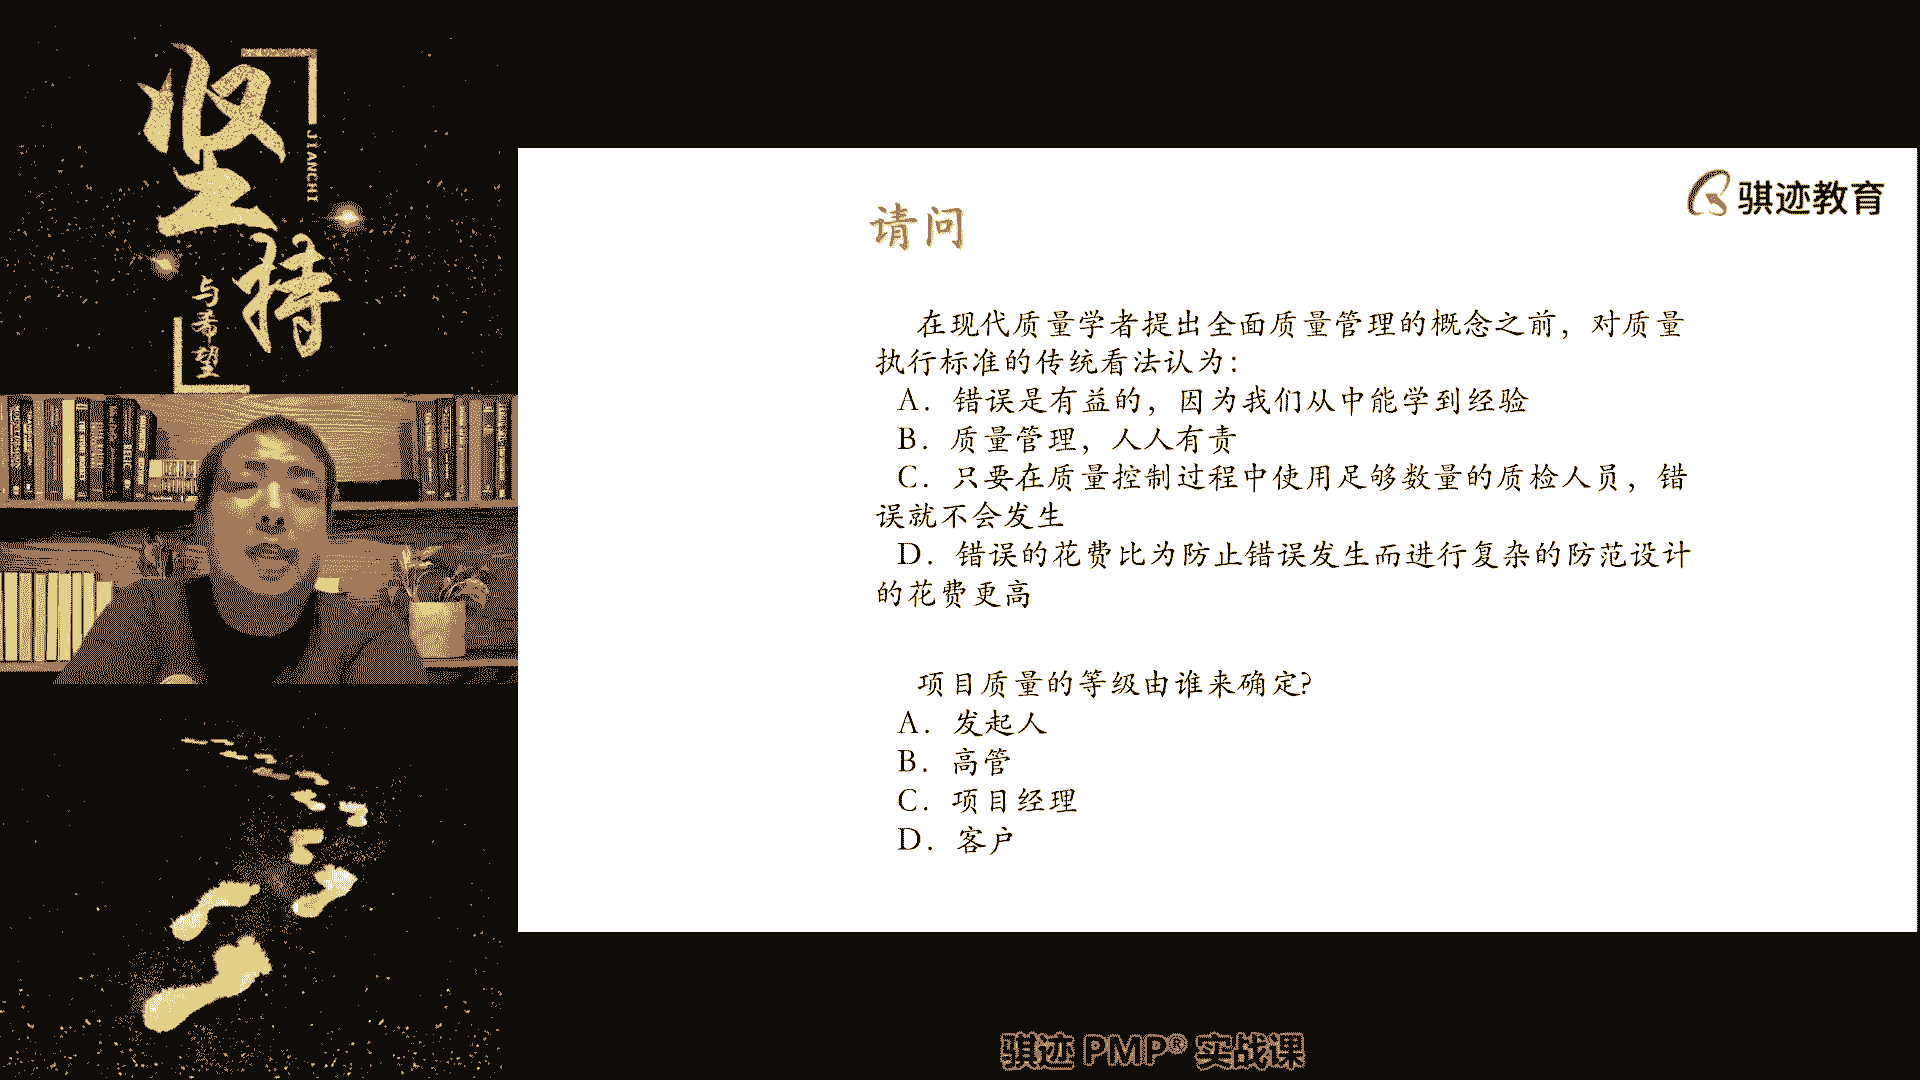 坚持
JIANCHI
与希望
骐迹教育
请问
在现代质量学者提出全面质量管理的概念之前，对质量
执行标准的传统看法认为：
A. 错误是有益的，因为我们从中能学到经验
B. 质量管理，人人有责
C. 只要在质量控制过程中使用足够数量的质检人员，错
误就不会发生
D. 错误的花费比为防止错误发生而进行复杂的防范设计
的花费更高
项目质量的等级由谁来确定?
A. 发起人
B. 高管
C. 项目经理
D. 客户
骐迹 PMP® 实战课